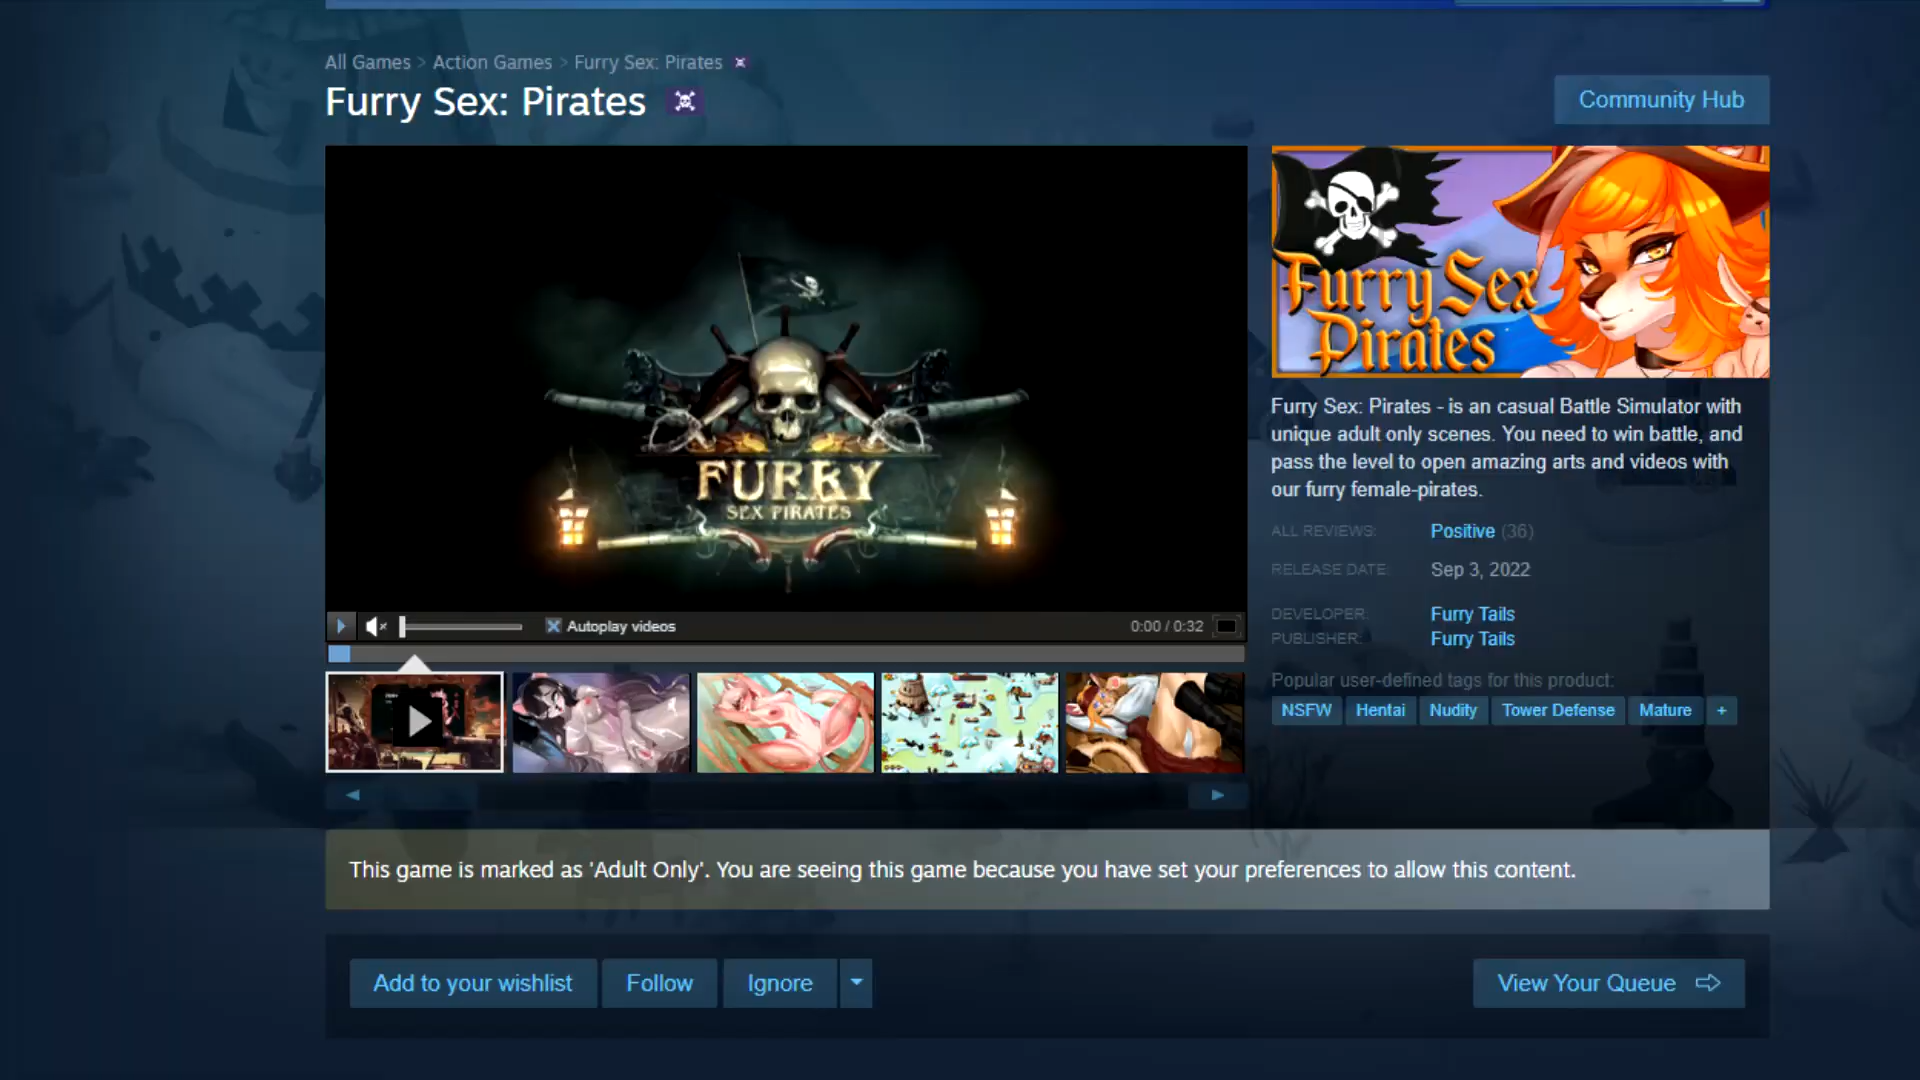 All Games > Action Games > Furry Sex: Pirates
Furry Sex: Pirates
Community Hub
FURRY
SEX PIRATES
Autoplay videos
0:00 / 0:32
Furry Sex
Pirates
Furry Sex: Pirates - is an casual Battle Simulator with
unique adult only scenes. You need to win battle, and
pass the level to open amazing arts and videos with
our furry female-pirates.
ALL REVIEWS: Positive (36)
RELEASE DATE: Sep 3, 2022
DEVELOPER: Furry Tails
PUBLISHER: Furry Tails
Popular user-defined tags for this product:
NSFW Hentai Nudity Tower Defense Mature +
This game is marked as 'Adult Only'. You are seeing this game because you have set your preferences to allow this content.
Add to your wishlist Follow Ignore View Your Queue